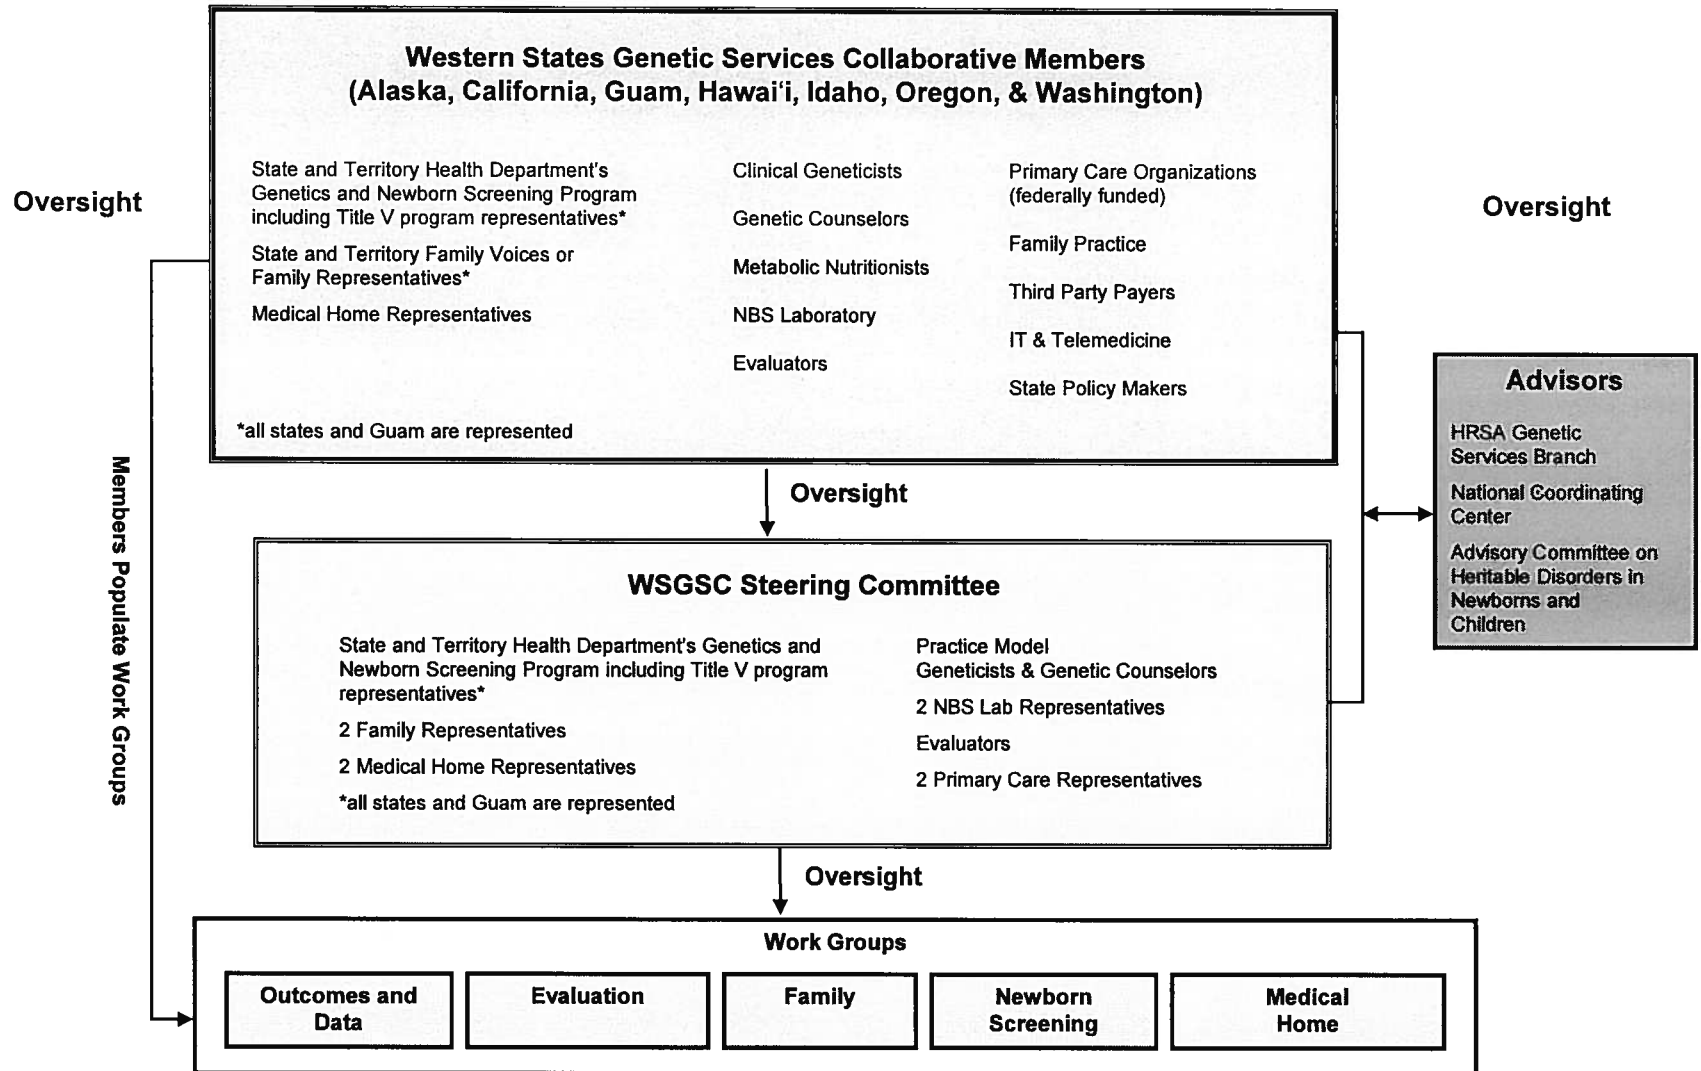 Western States Genetic Services Collaborative Members
(Alaska, California, Guam, Hawai‘i, Idaho, Oregon, & Washington)
State and Territory Health Department's
Genetics and Newborn Screening Program
including Title V program representatives*
State and Territory Family Voices or
Family Representatives*
Medical Home Representatives
Clinical Geneticists
Genetic Counselors
Metabolic Nutritionists
NBS Laboratory
Evaluators
Primary Care Organizations
(federally funded)
Family Practice
Third Party Payers
IT & Telemedicine
State Policy Makers
*all states and Guam are represented
Oversight
Oversight
Advisors
HRSA Genetic
Services Branch
National Coordinating
Center
Advisory Committee on
Heritable Disorders in
Newborns and
Children
Members Populate Work Groups
Oversight
WSGSC Steering Committee
State and Territory Health Department's Genetics and
Newborn Screening Program including Title V program
representatives*
2 Family Representatives
2 Medical Home Representatives
*all states and Guam are represented
Practice Model
Geneticists & Genetic Counselors
2 NBS Lab Representatives
Evaluators
2 Primary Care Representatives
Oversight
Work Groups
Outcomes and
Data
Evaluation
Family
Newborn
Screening
Medical
Home